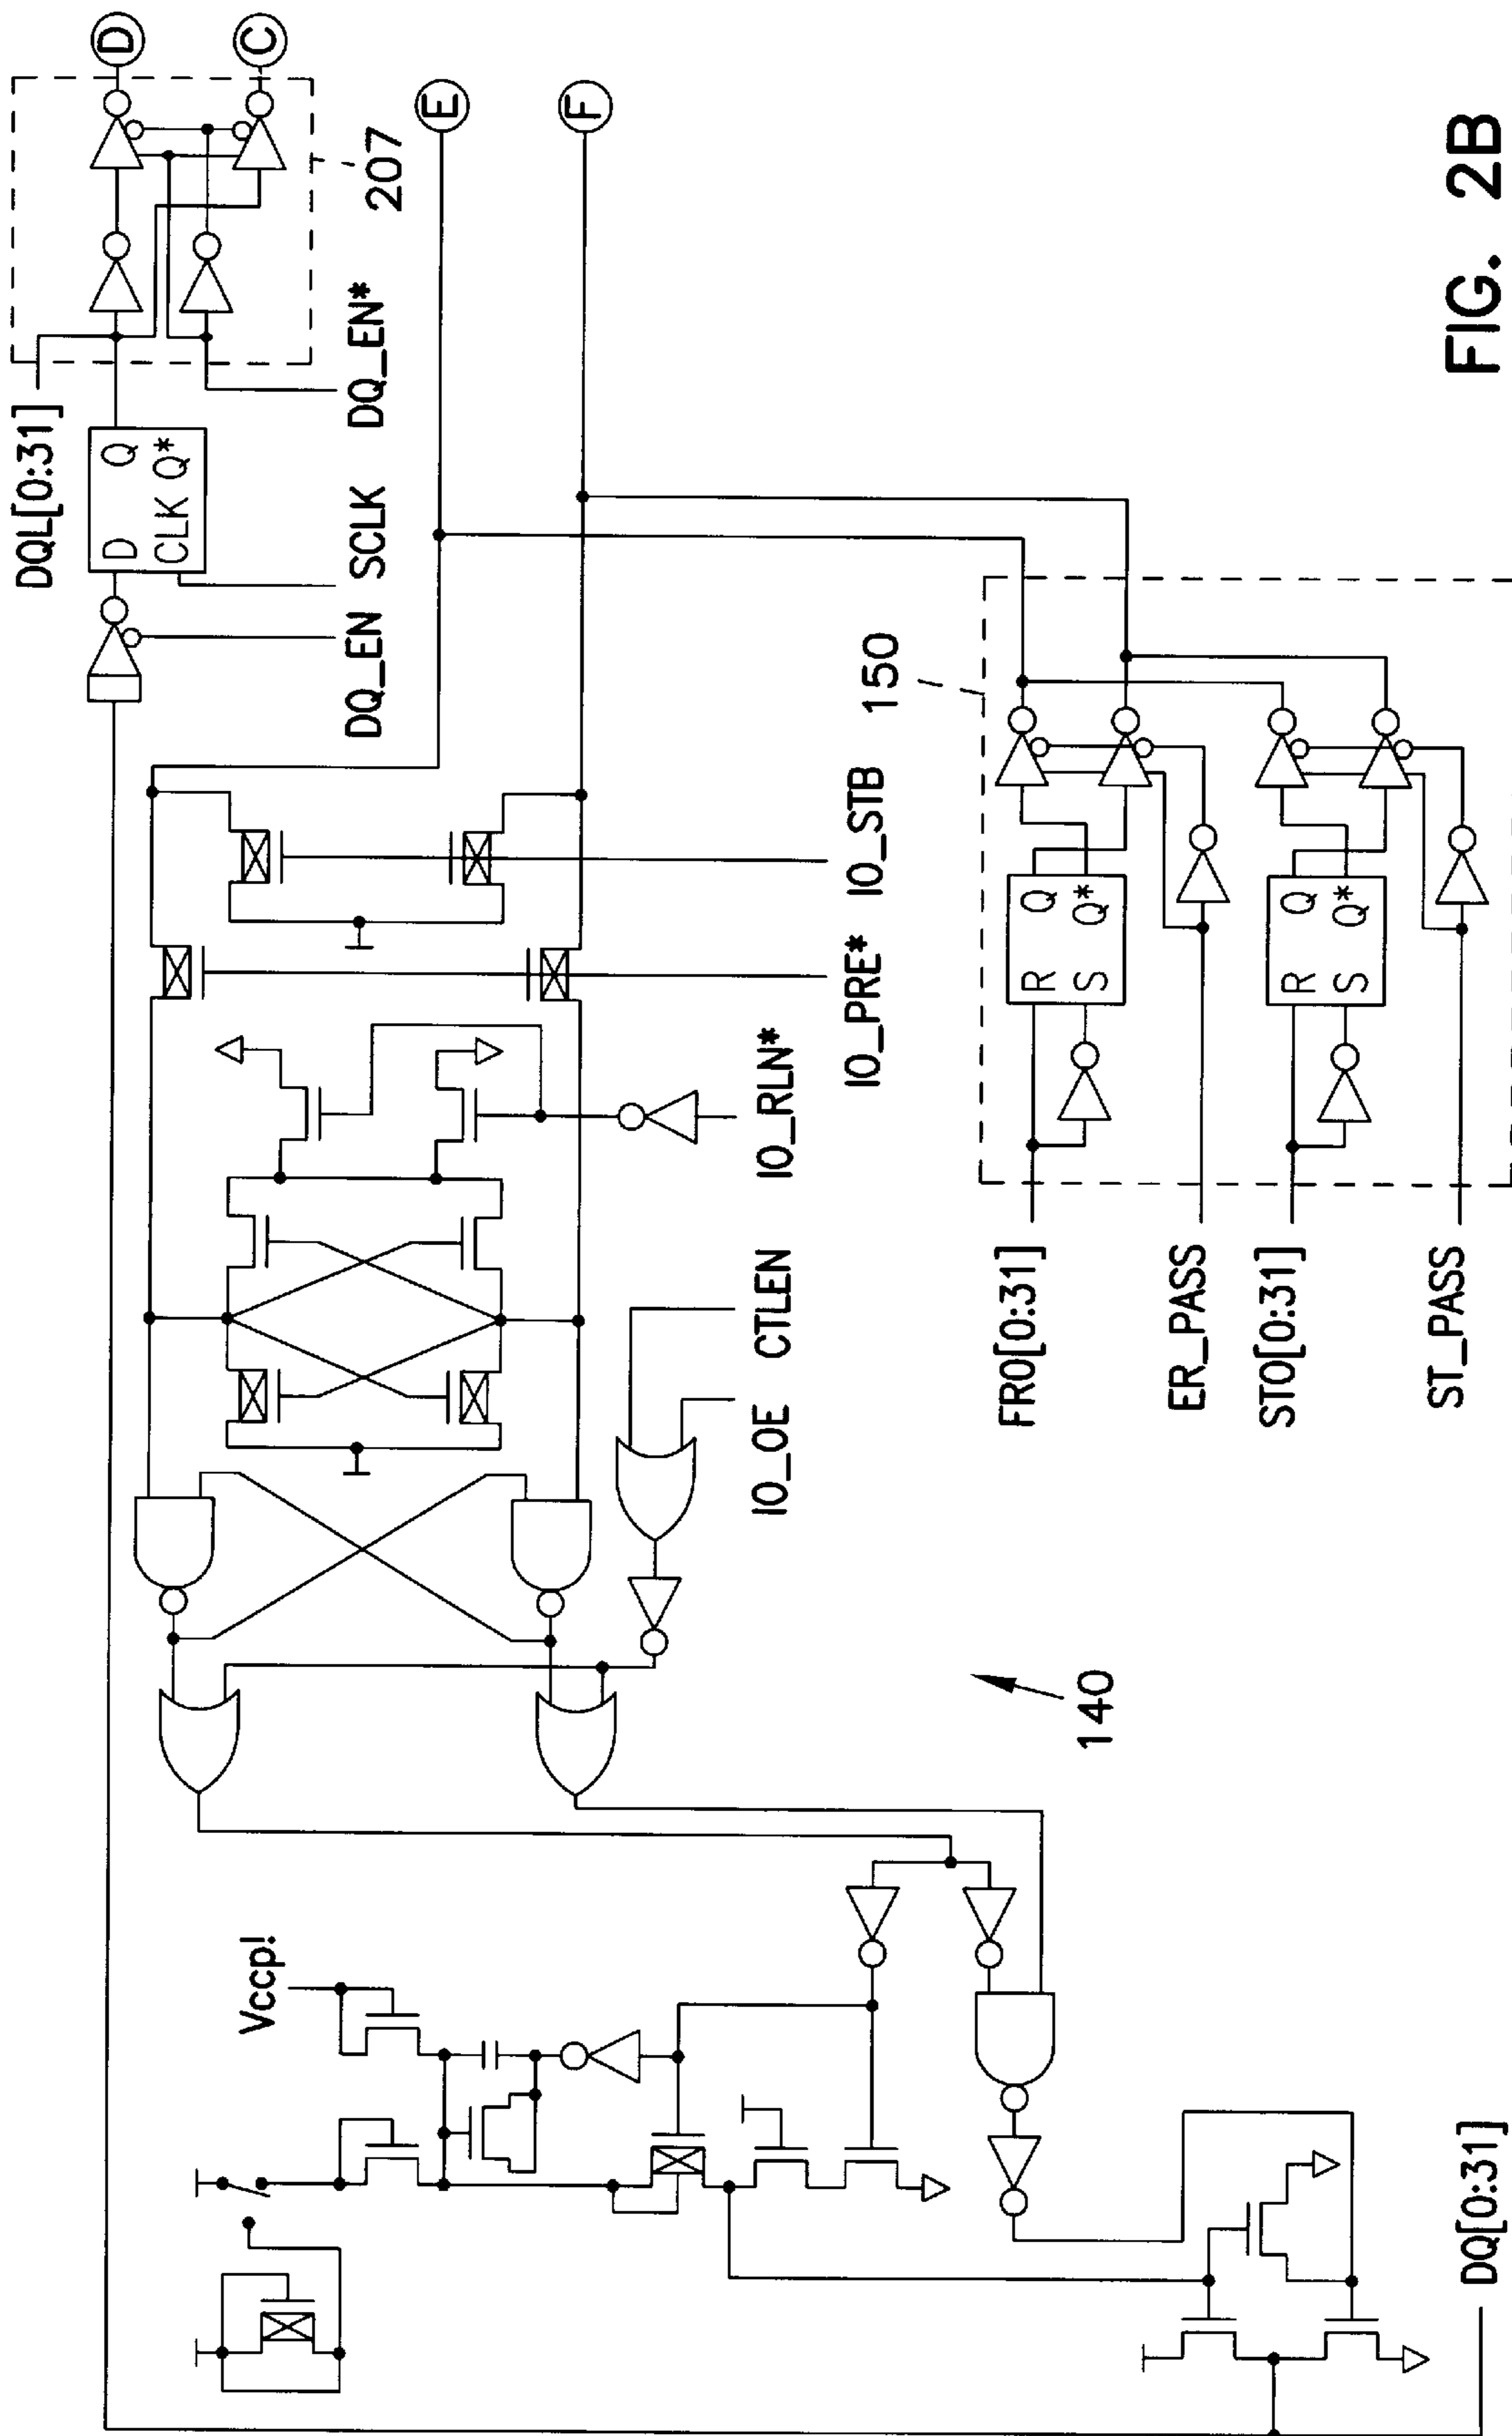 DQL[0:31]
D Q
CLK Q*
D
C
207
DQ_EN SCLK DQ_EN*
E
F
Vccp!
IO_OE CTLEN IO_RLN* IO_PRE* IO_STB
140
150
R Q
S Q*
R Q
S Q*
FRO[0:31]
ER_PASS
STO[0:31]
ST_PASS
DQ[0:31]
FIG. 2B